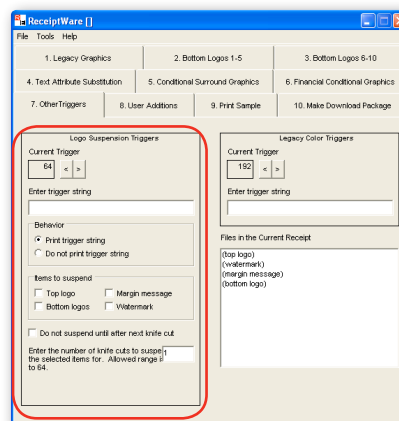 ReceiptWare []
File Tools Help
1. Legacy Graphics
2. Bottom Logos 1-5
3. Bottom Logos 6-10
4. Text Attribute Substitution
5. Conditional Surround Graphics
6. Financial Conditional Graphics
7. OtherTriggers
8. User Additions
9. Print Sample
10. Make Download Package
Logo Suspension Triggers
Current Trigger
64 < >
Enter trigger string
Behavior
Print trigger string
Do not print trigger string
Items to suspend
Top logo
Margin message
Bottom logos
Watermark
Do not suspend until after next knife cut
Enter the number of knife cuts to suspe 1
the selected items for. Allowed range i
to 64.
Legacy Color Triggers
Current Trigger
192 < >
Enter trigger string
Files in the Current Receipt
(top logo)
(watermark)
(margin message)
(bottom logo)